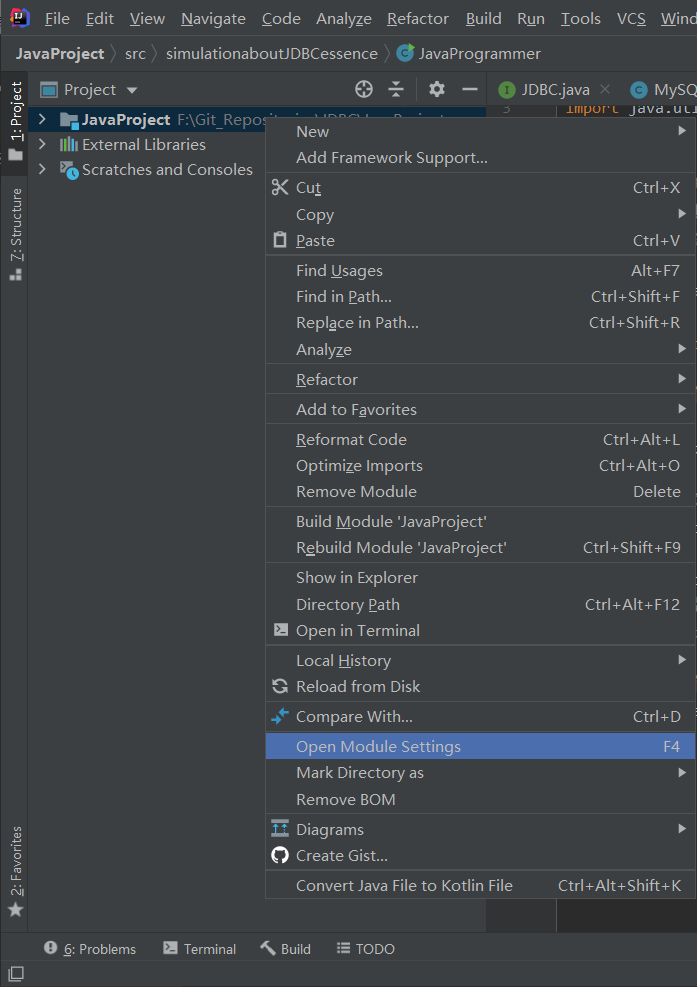 File Edit View Navigate Code Analyze Refactor Build Run Tools VCS
JavaProject src simulationaboutJDBCessence JavaProgrammer
1: Project
Project
JDBC.java
3 import
JavaProject
External Libraries
Scratches and Consoles
7: Structure
New
Add Framework Support...
Cut Ctrl+X
Copy
Paste Ctrl+V
Find Usages Alt+F7
Find in Path... Ctrl+Shift+F
Replace in Path... Ctrl+Shift+R
Analyze
Refactor
Add to Favorites
Reformat Code Ctrl+Alt+L
Optimize Imports Ctrl+Alt+O
Remove Module Delete
Build Module 'JavaProject'
Rebuild Module 'JavaProject' Ctrl+Shift+F9
Show in Explorer
Directory Path Ctrl+Alt+F12
Open in Terminal
Local History
Reload from Disk
Compare With... Ctrl+D
Open Module Settings F4
Mark Directory as
Remove BOM
Diagrams
Create Gist...
Convert Java File to Kotlin File Ctrl+Alt+Shift+K
2: Favorites
6: Problems Terminal Build TODO